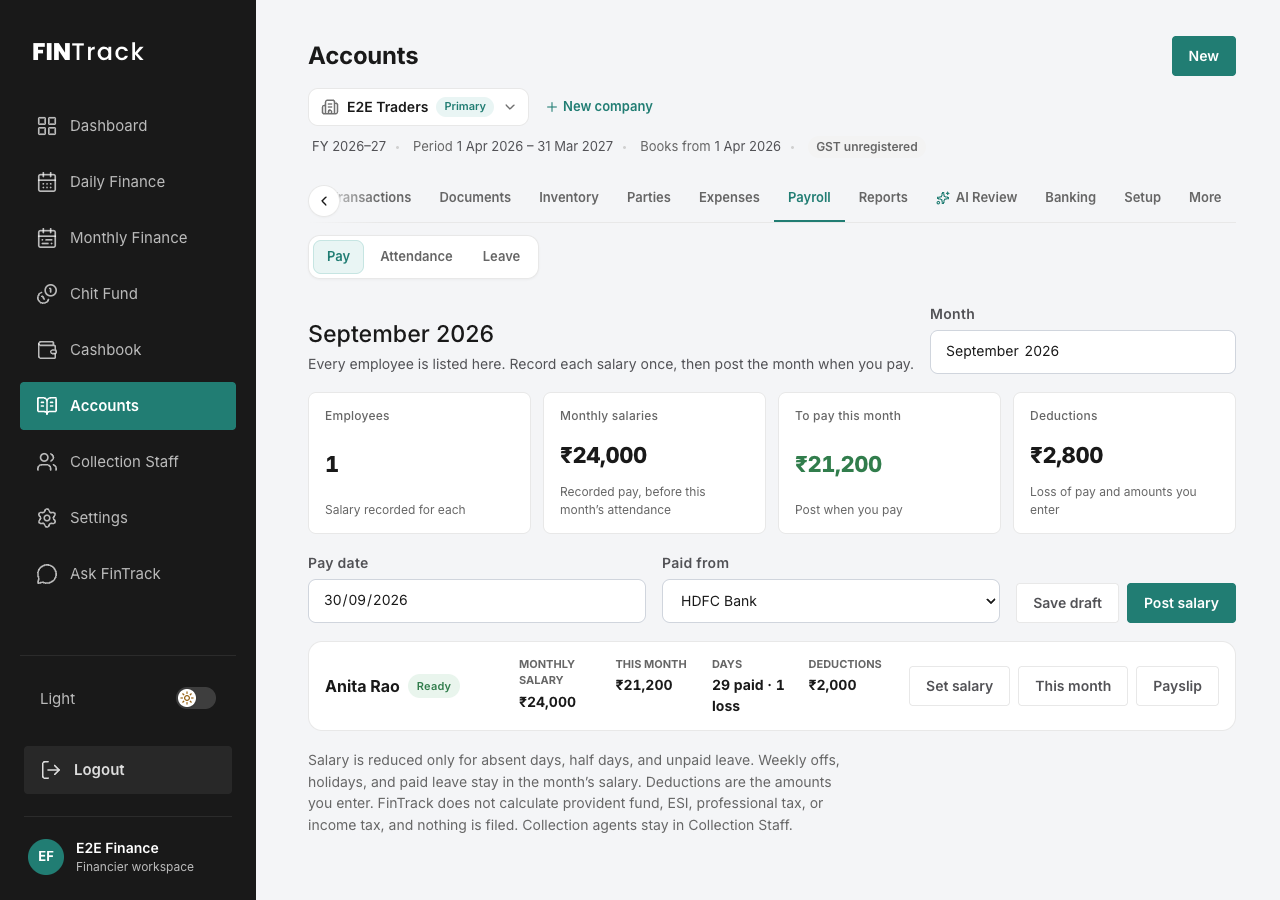 FINTrack
Dashboard
Daily Finance
Monthly Finance
Chit Fund
Cashbook
Accounts
Collection Staff
Settings
Ask FinTrack
Light
Logout
EF
E2E Finance
Financier workspace
Accounts
New
E2E Traders Primary
New company
FY 2026–27 • Period 1 Apr 2026 – 31 Mar 2027 • Books from 1 Apr 2026 • GST unregistered
ransactions Documents Inventory Parties Expenses Payroll Reports AI Review Banking Setup More
Pay Attendance Leave
September 2026
Every employee is listed here. Record each salary once, then post the month when you pay.
Month
September 2026
Employees
1
Salary recorded for each
Monthly salaries
₹24,000
Recorded pay, before this
month’s attendance
To pay this month
₹21,200
Post when you pay
Deductions
₹2,800
Loss of pay and amounts you
enter
Pay date
30/09/2026
Paid from
HDFC Bank
Save draft
Post salary
Anita Rao Ready
MONTHLY
SALARY
₹24,000
THIS MONTH
₹21,200
DAYS
29 paid · 1
loss
DEDUCTIONS
₹2,000
Set salary
This month
Payslip
Salary is reduced only for absent days, half days, and unpaid leave. Weekly offs,
holidays, and paid leave stay in the month’s salary. Deductions are the amounts
you enter. FinTrack does not calculate provident fund, ESI, professional tax, or
income tax, and nothing is filed. Collection agents stay in Collection Staff.